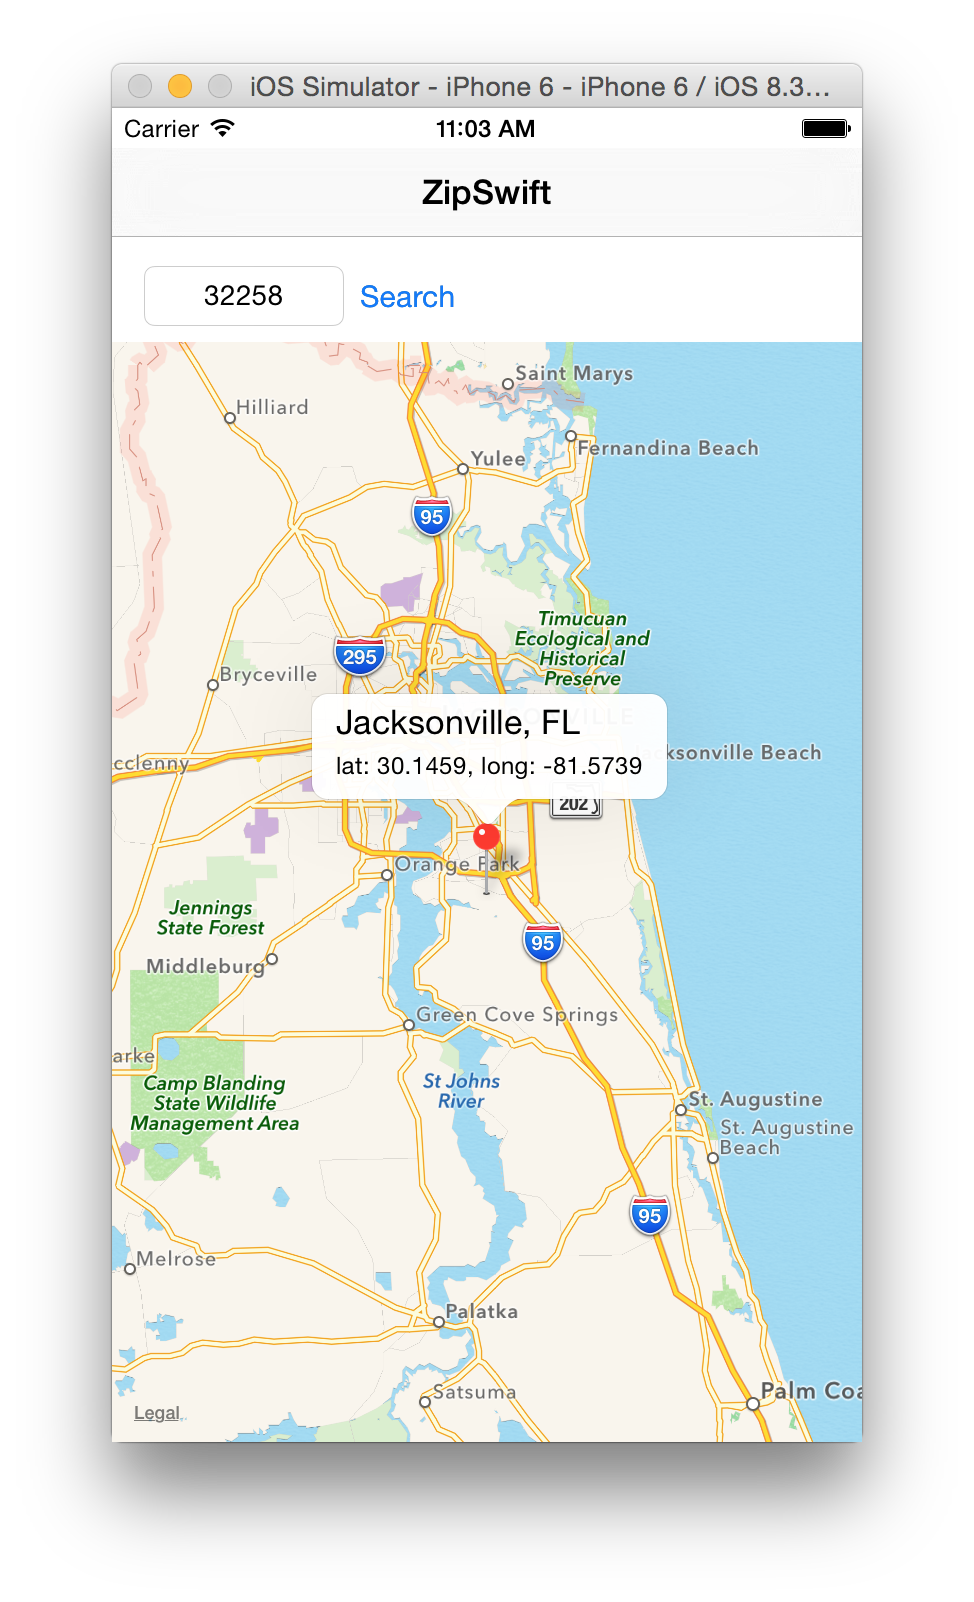 iOS Simulator - iPhone 6 - iPhone 6 / iOS 8.3...
Carrier
11:03 AM
ZipSwift
32258
Search
Saint Marys
Hilliard
Fernandina Beach
Yulee
95
Timucuan
Ecological and
Historical
Preserve
295
Bryceville
Jacksonville, FL
lat: 30.1459, long: -81.5739
cksonville Beach
cclenny
202
Orange Park
Jennings
State Forest
95
Middleburg
Green Cove Springs
arke
Camp Blanding
State Wildlife
Management Area
St Johns
River
St. Augustine
St. Augustine
Beach
95
Melrose
Palatka
Palm Coa
Satsuma
Legal